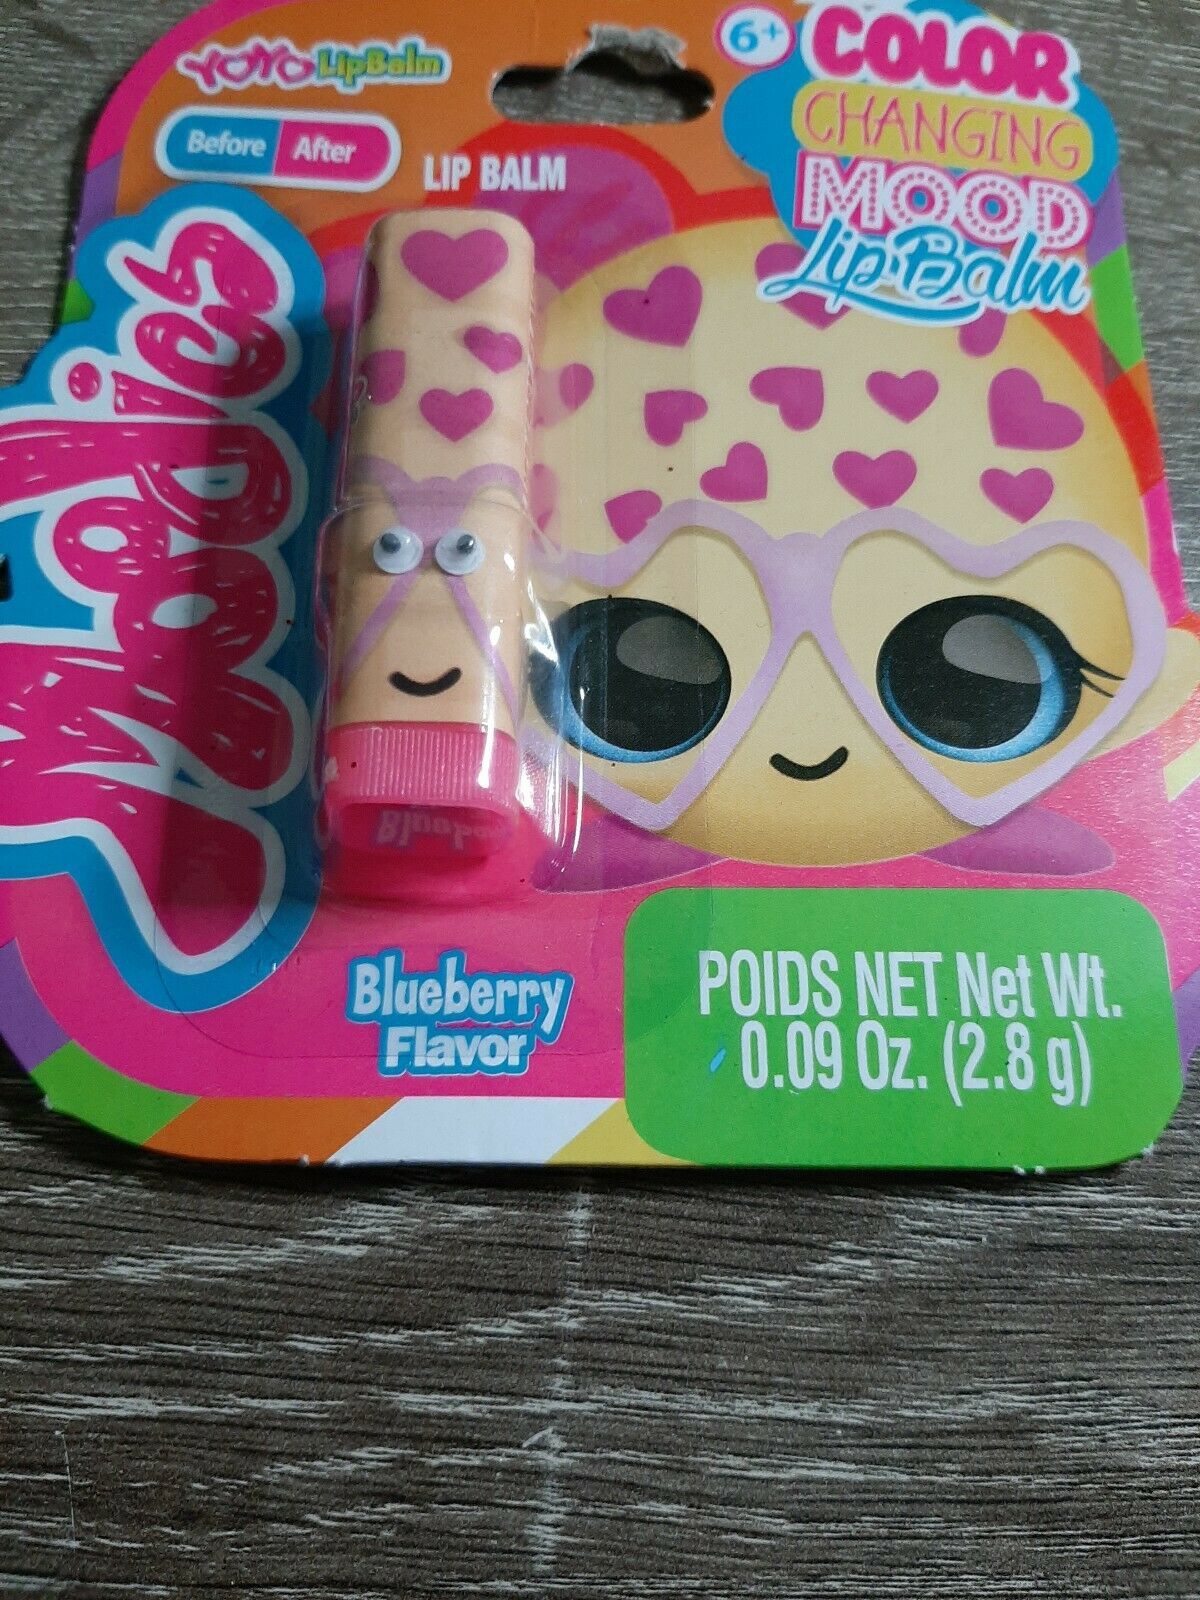 YOYO LipBalm
6+
COLOR
CHANGING
MOOD
Lip Balm
Before After
LIP BALM
Moodies
Blueberry
Flavor
POIDS NET Net Wt.
0.09 Oz. (2.8 g)